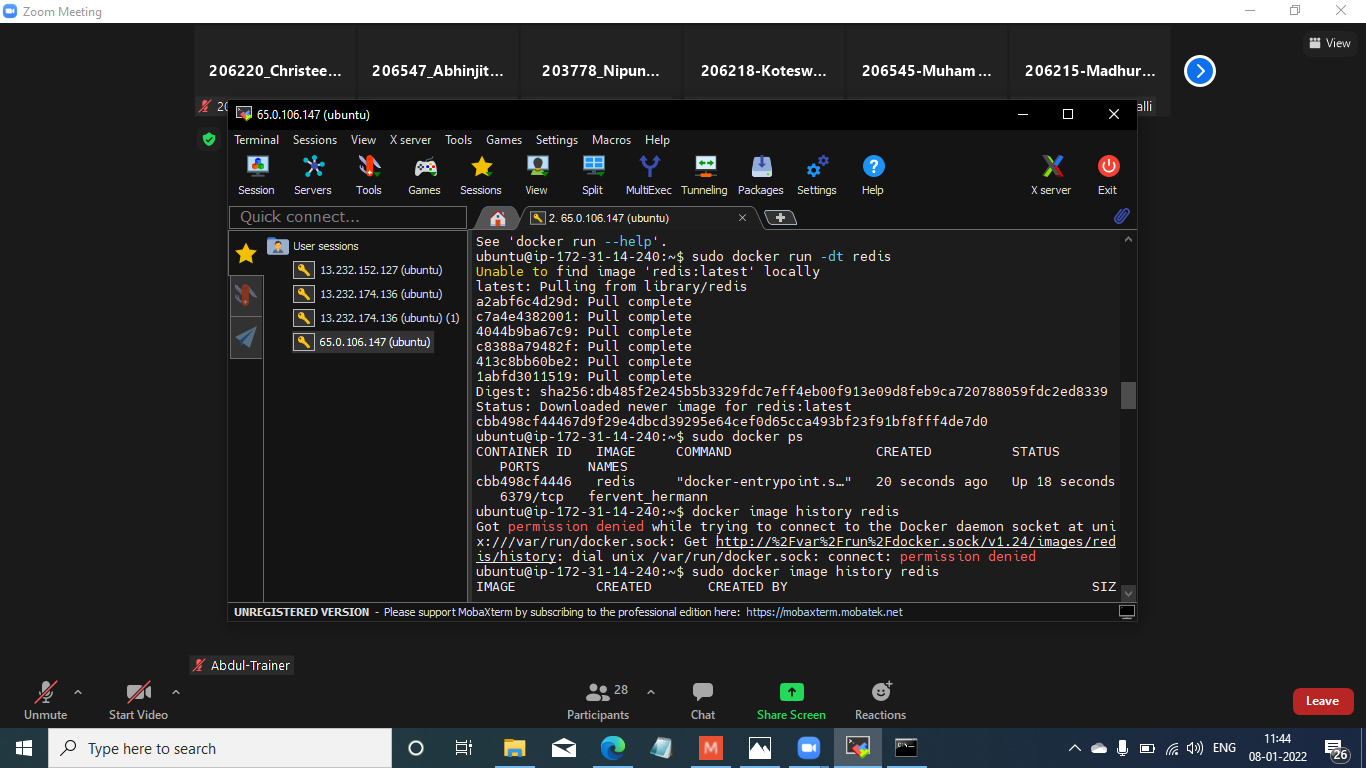 Zoom Meeting
View
206220_Christee...
206547_Abhinjit...
203778_Nipun...
206218-Kotesw...
206545-Muham...
206215-Madhur...
20
alli
65.0.106.147 (ubuntu)
Terminal Sessions View X server Tools Games Settings Macros Help
Session Servers Tools Games Sessions View Split MultiExec Tunneling Packages Settings Help X server Exit
Quick connect...
2. 65.0.106.147 (ubuntu)
User sessions
13.232.152.127 (ubuntu)
13.232.174.136 (ubuntu)
13.232.174.136 (ubuntu) (1)
65.0.106.147 (ubuntu)
See 'docker run --help'.
ubuntu@ip-172-31-14-240:~$ sudo docker run -dt redis
Unable to find image 'redis:latest' locally
latest: Pulling from library/redis
a2abf6c4d29d: Pull complete
c7a4e4382001: Pull complete
4044b9ba67c9: Pull complete
c8388a79482f: Pull complete
413c8bb60be2: Pull complete
1abfd3011519: Pull complete
Digest: sha256:db485f2e245b5b3329fdc7eff4eb00f913e09d8feb9ca720788059fdc2ed8339
Status: Downloaded newer image for redis:latest
cbb498cf44467d9f29e4dbcd39295e64cef0d65cca493bf23f91bf8fff4de7d0
ubuntu@ip-172-31-14-240:~$ sudo docker ps
CONTAINER ID IMAGE COMMAND CREATED STATUS
PORTS NAMES
cbb498cf4446 redis "docker-entrypoint.s…" 20 seconds ago Up 18 seconds
6379/tcp fervent_hermann
ubuntu@ip-172-31-14-240:~$ docker image history redis
Got permission denied while trying to connect to the Docker daemon socket at uni
x:///var/run/docker.sock: Get http://%2Fvar%2Frun%2Fdocker.sock/v1.24/images/red
is/history: dial unix /var/run/docker.sock: connect: permission denied
ubuntu@ip-172-31-14-240:~$ sudo docker image history redis
IMAGE CREATED CREATED BY SIZ
UNREGISTERED VERSION - Please support MobaXterm by subscribing to the professional edition here: https://mobaxterm.mobatek.net
Abdul-Trainer
Unmute
Start Video
28
Participants
Chat
Share Screen
Reactions
Leave
Type here to search
M
ENG
11:44
08-01-2022
26